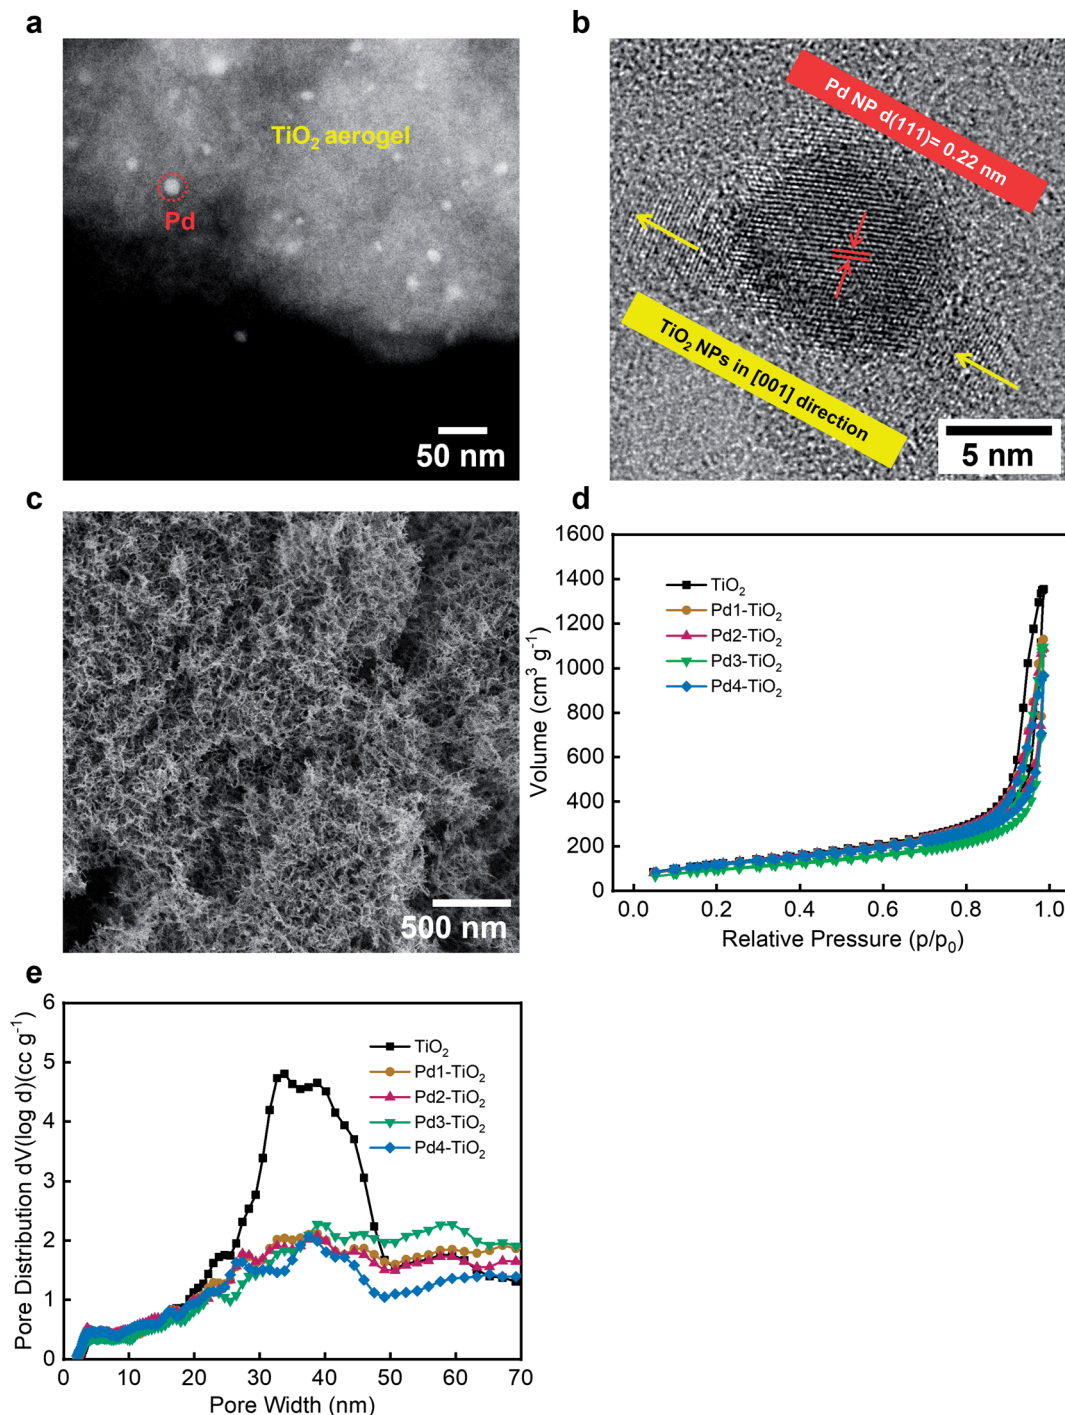 a
TiO₂ aerogel
Pd
50 nm
b
Pd NP d(111)= 0.22 nm
TiO₂ NPs in [001] direction
5 nm
c
500 nm
d
1600
1400
1200
1000
800
600
400
200
0
Volume (cm³ g⁻¹)
TiO₂
Pd1-TiO₂
Pd2-TiO₂
Pd3-TiO₂
Pd4-TiO₂
0.0 0.2 0.4 0.6 0.8 1.0
Relative Pressure (p/p₀)
e
6
5
4
3
2
1
0
Pore Distribution dV(log d)(cc g⁻¹)
TiO₂
Pd1-TiO₂
Pd2-TiO₂
Pd3-TiO₂
Pd4-TiO₂
0 10 20 30 40 50 60 70
Pore Width (nm)